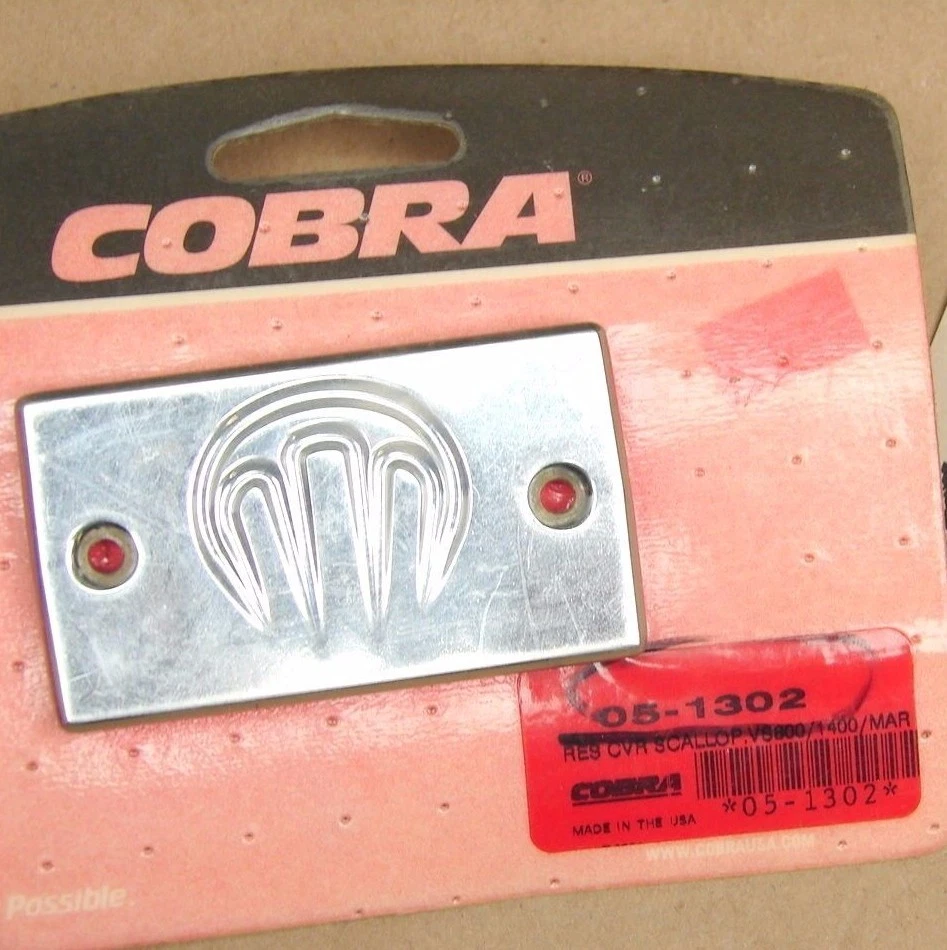 COBRA®
05-1302
RES CVR SCALLOP,VS800/1400/MAR
COBRA
*05-1302*
MADE IN THE USA
WWW.COBRAUSA.COM
Possible.